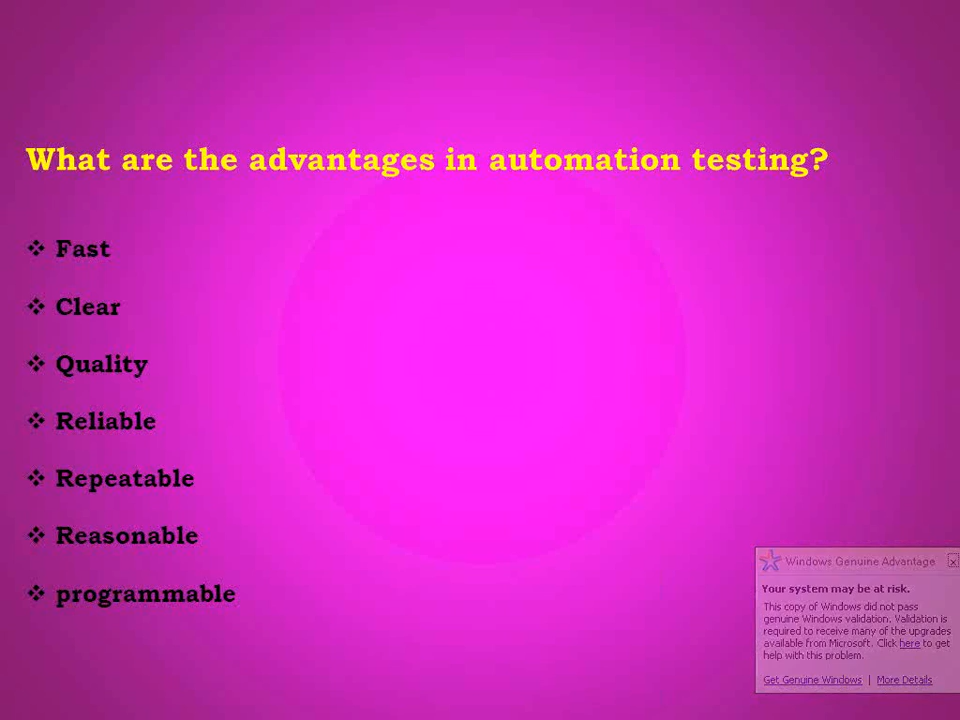 What are the advantages in automation testing?
❖ Fast
❖ Clear
❖ Quality
❖ Reliable
❖ Repeatable
❖ Reasonable
❖ programmable
Windows Genuine Advantage
Your system may be at risk.
This copy of Windows did not pass
genuine Windows validation. Validation is
required to receive many of the upgrades
available from Microsoft. Click here to get
help with this problem.
Get Genuine Windows | More Details